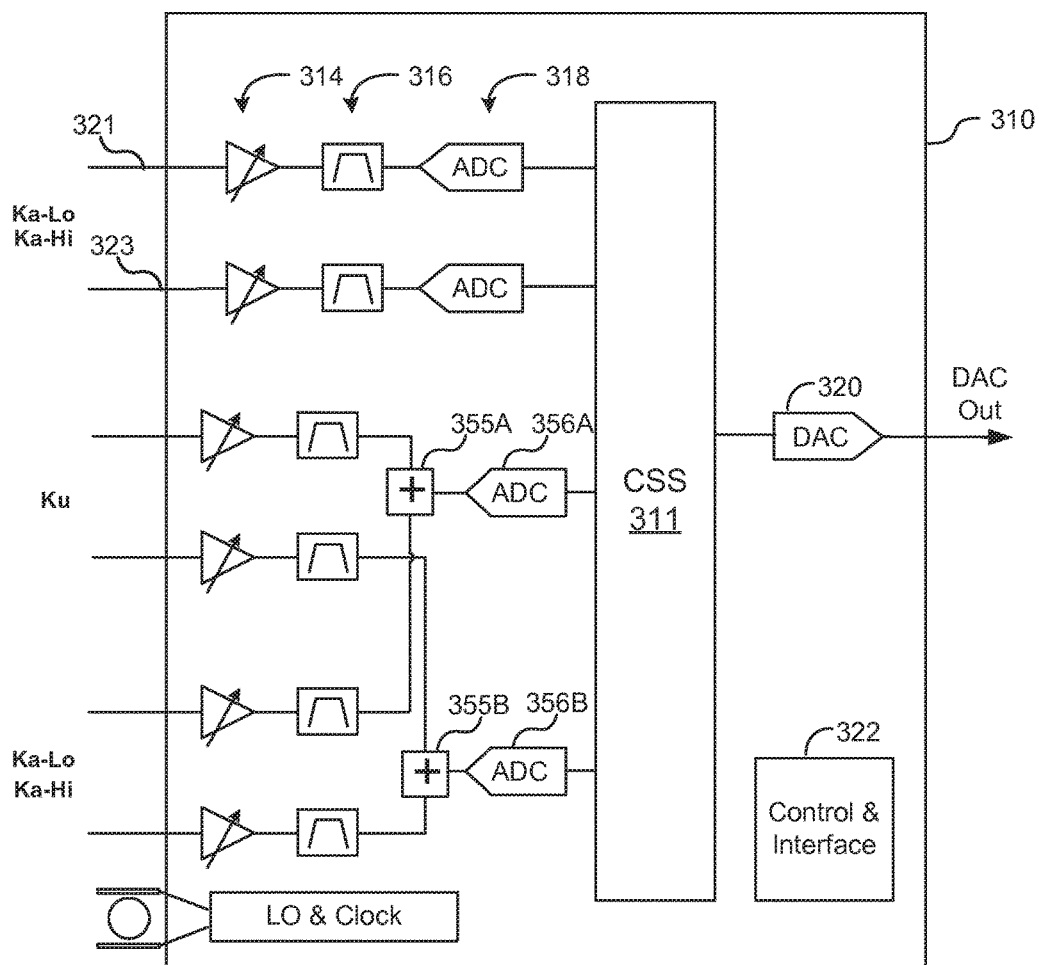 314
316
318
310
321
ADC
Ka-Lo
Ka-Hi
323
ADC
320
DAC
Out
355A
356A
DAC
CSS
311
Ku
ADC
355B
356B
322
Ka-Lo
Ka-Hi
ADC
Control &
Interface
LO & Clock